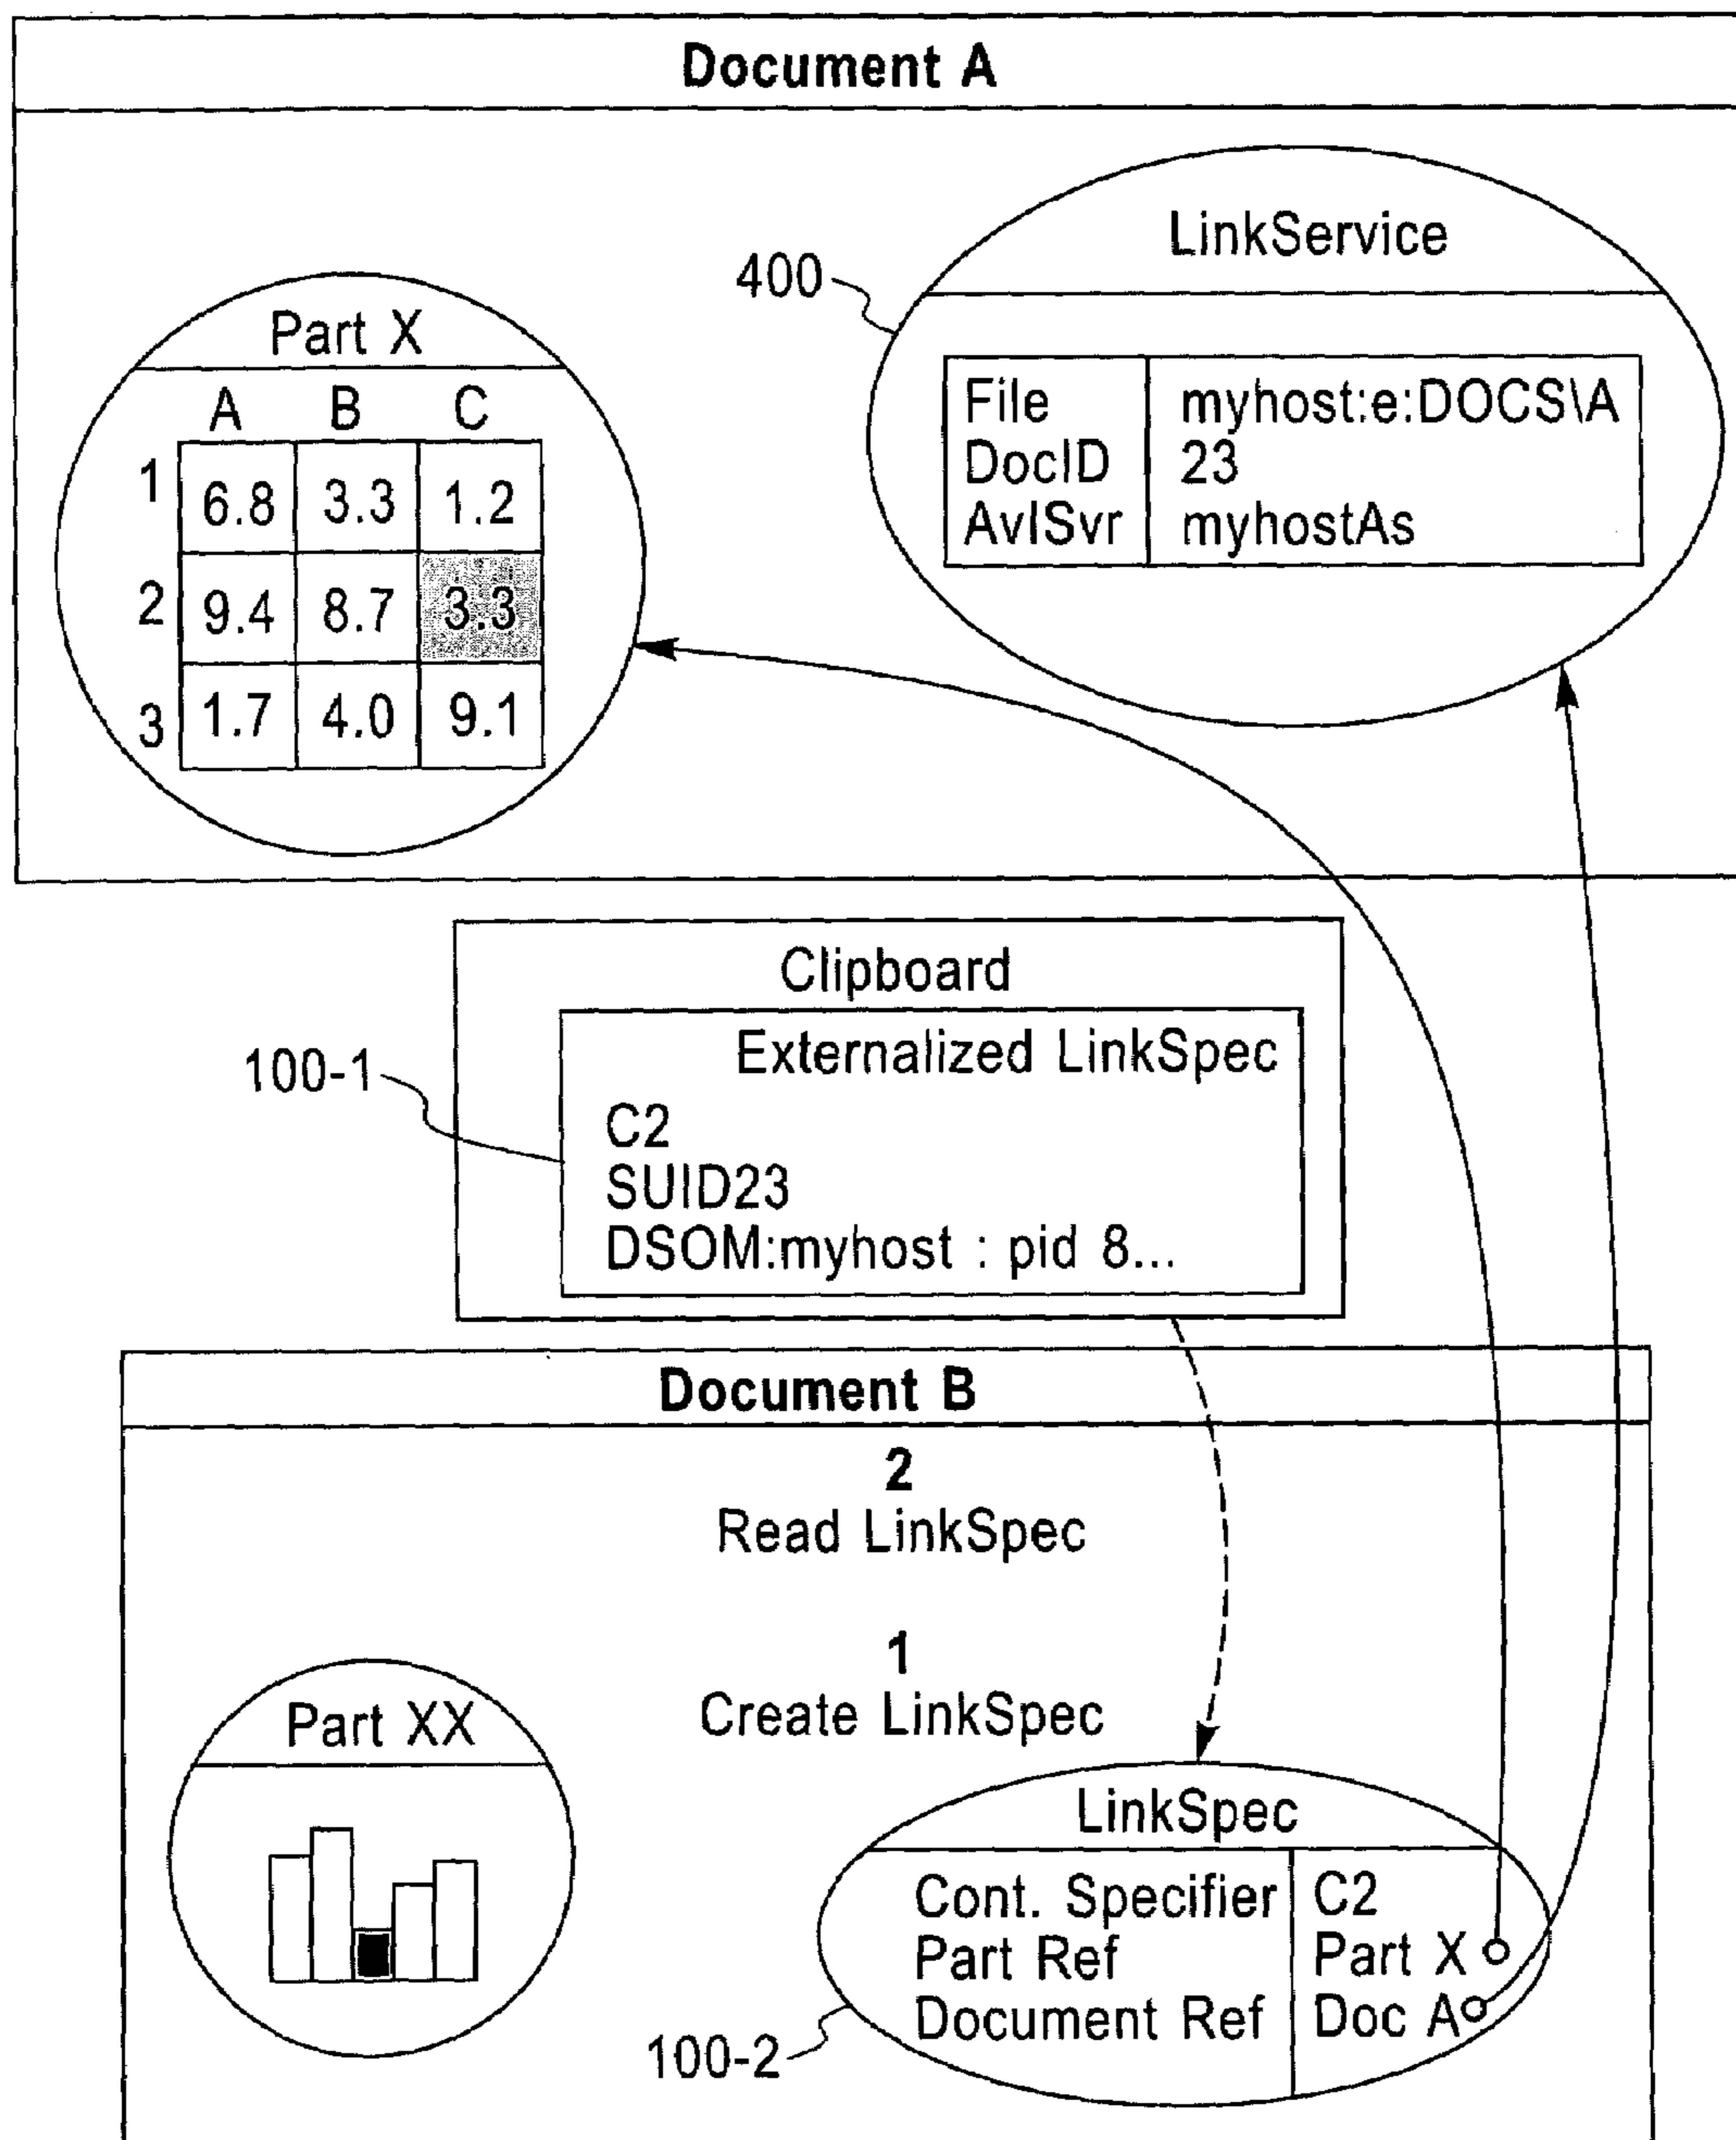 Document A
LinkService
400
File myhost:e:DOCS\A
DocID 23
AvlSvr myhostAs
Part X
A B C
1 6.8 3.3 1.2
2 9.4 8.7 3.3
3 1.7 4.0 9.1
Clipboard
Externalized LinkSpec
100-1
C2
SUID23
DSOM:myhost : pid 8...
Document B
2
Read LinkSpec
1
Create LinkSpec
Part XX
LinkSpec
Cont. Specifier C2
Part Ref Part X
Document Ref Doc A
100-2